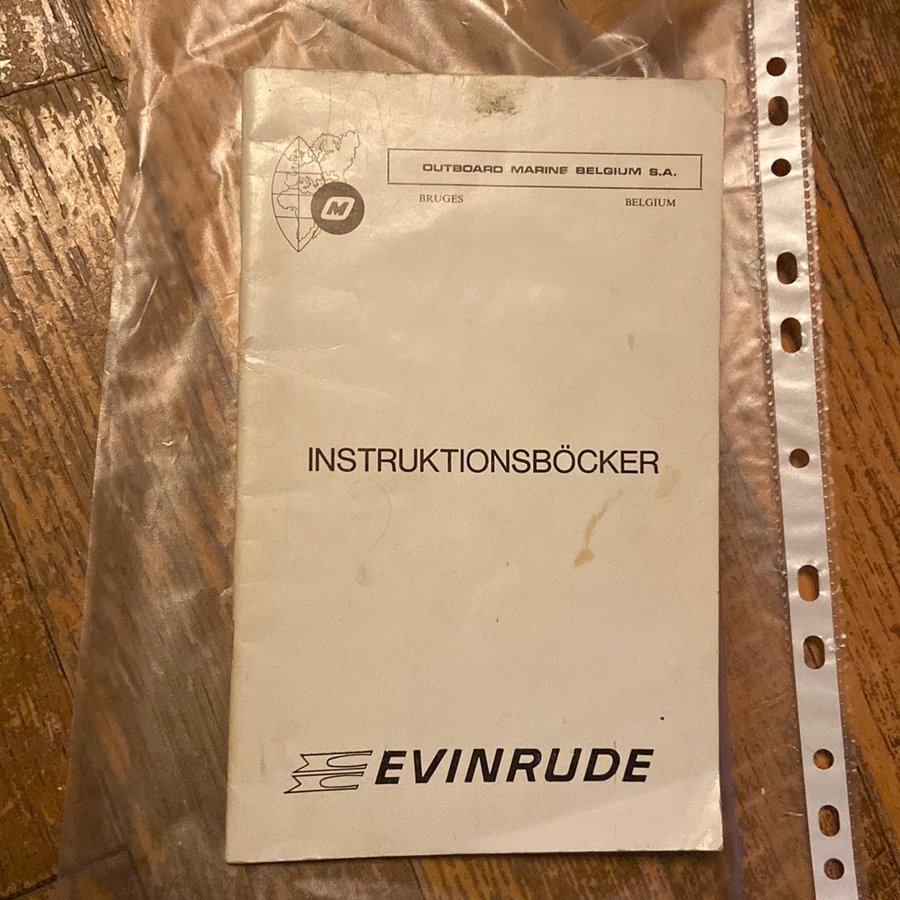 OUTBOARD MARINE BELGIUM S.A.
BRUGES BELGIUM
M
INSTRUKTIONSBÖCKER
EVINRUDE